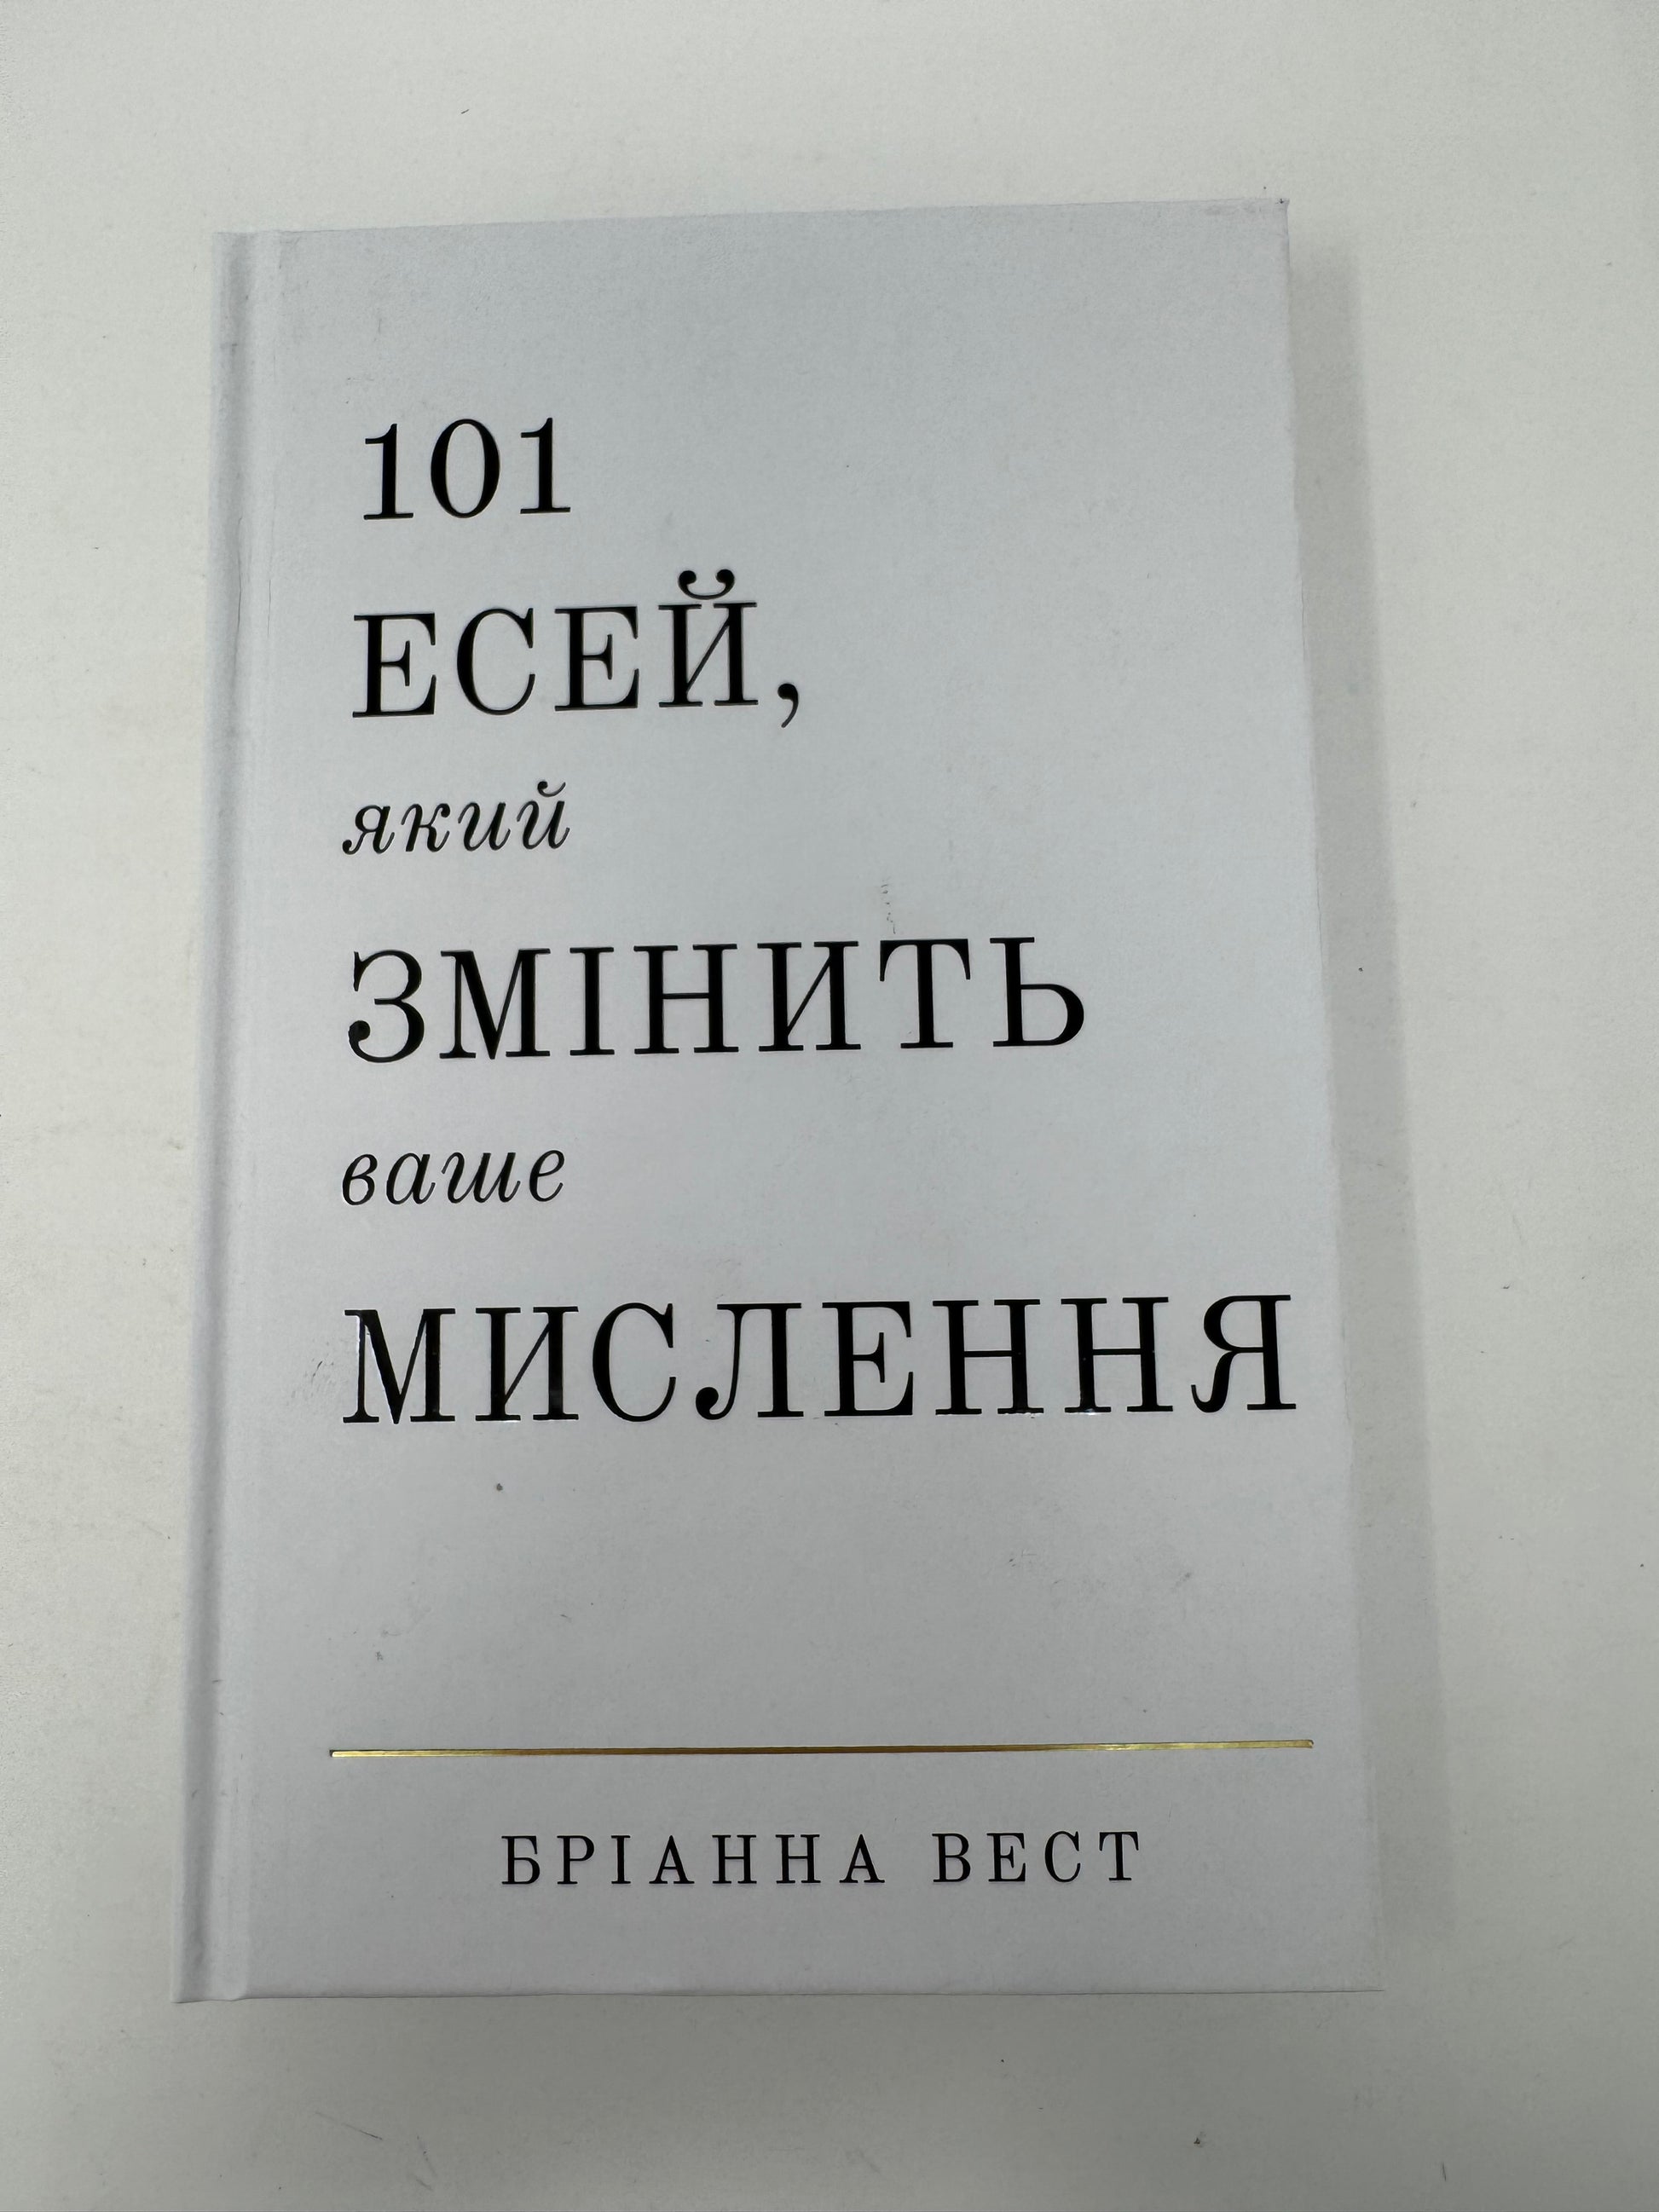 101
ЕСЕЙ,
який
ЗМІНИТЬ
ваше
МИСЛЕННЯ
БРІАННА ВЕСТ